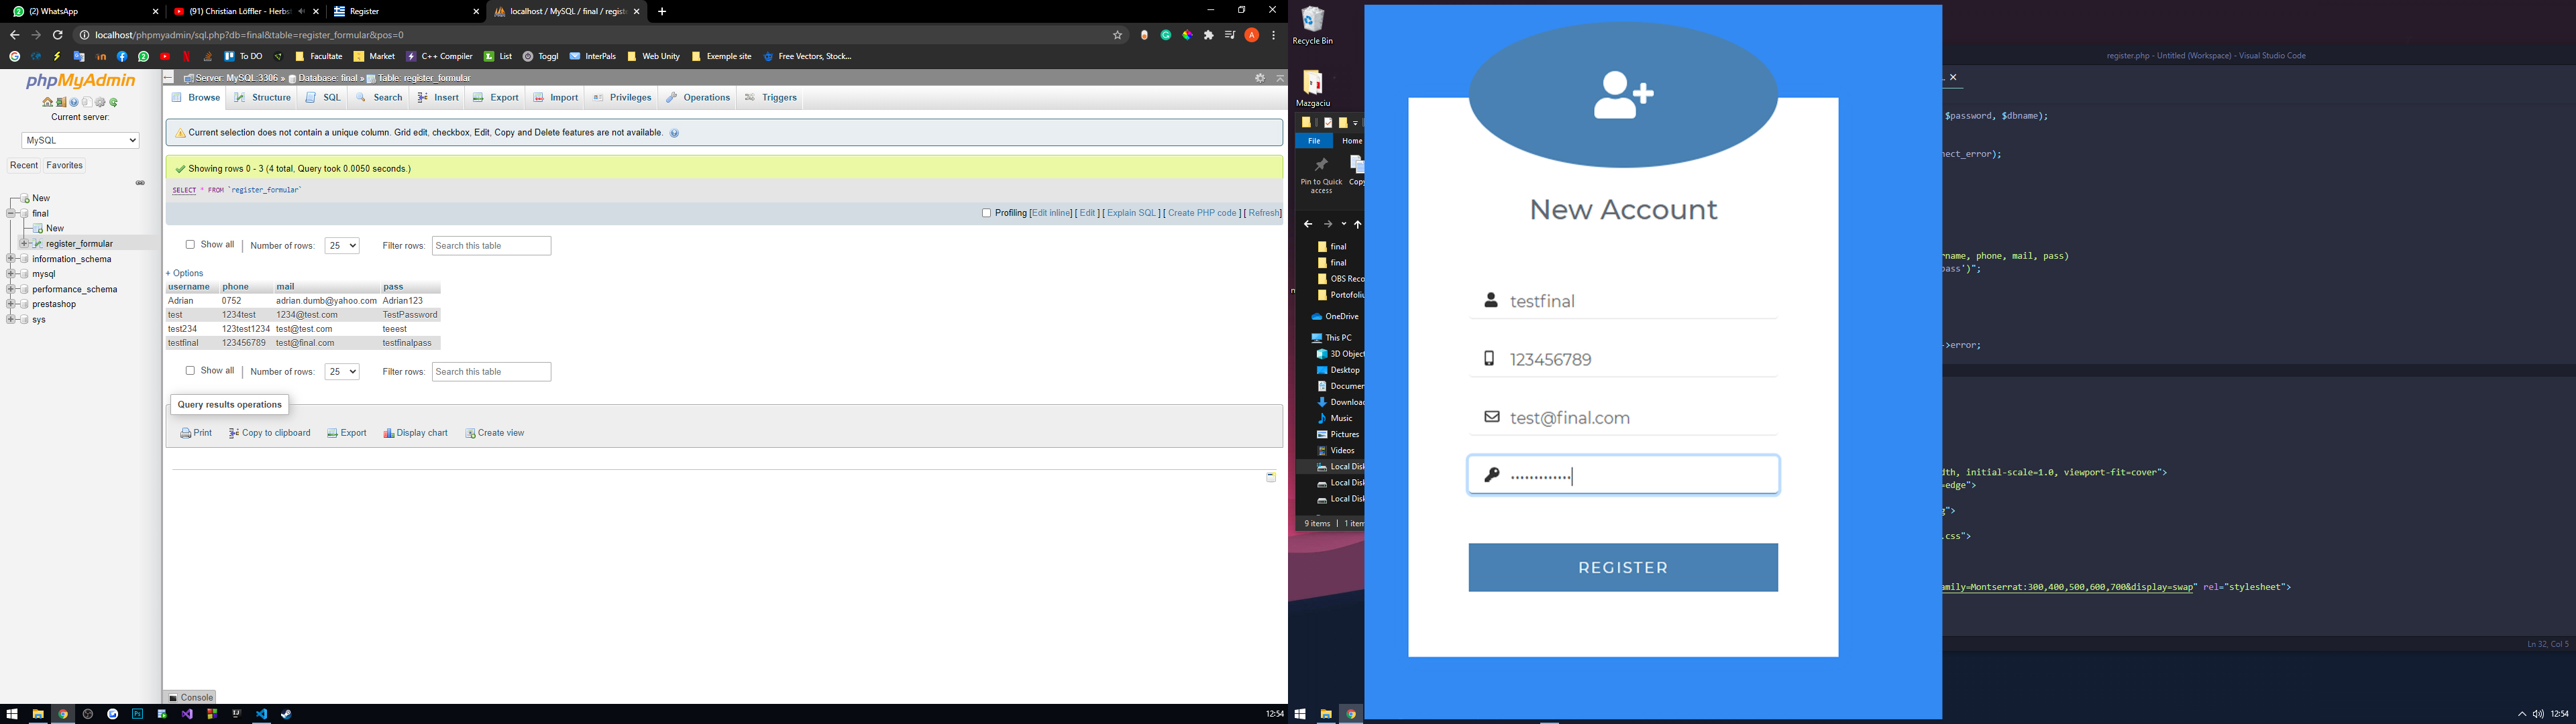 (2) WhatsApp
(91) Christian Löffler - Herbst
Register
localhost / MySQL / final / registe
localhost/phpmyadmin/sql.php?db=final&table=register_formular&pos=0
To DO
Facultate
Market
C++ Compiler
List
Toggl
InterPals
Web Unity
Exemple site
Free Vectors, Stock...
phpMyAdmin
Current server:
MySQL
Recent Favorites
New
final
New
register_formular
information_schema
mysql
performance_schema
prestashop
sys
Server: MySQL:3306 » Database: final » Table: register_formular
Browse Structure SQL Search Insert Export Import Privileges Operations Triggers
Current selection does not contain a unique column. Grid edit, checkbox, Edit, Copy and Delete features are not available.
Showing rows 0 - 3 (4 total, Query took 0.0050 seconds.)
SELECT * FROM `register_formular`
Profiling [Edit inline] [ Edit ] [ Explain SQL ] [ Create PHP code ] [ Refresh]
Show all Number of rows: 25 Filter rows: Search this table
+ Options
username phone mail pass
Adrian 0752 adrian.dumb@yahoo.com Adrian123
test 1234test 1234@test.com TestPassword
test234 123test1234 test@test.com teeest
testfinal 123456789 test@final.com testfinalpass
Show all Number of rows: 25 Filter rows: Search this table
Query results operations
Print Copy to clipboard Export Display chart Create view
Console
12:54
Recycle Bin
Mazgaciu
File Home
Pin to Quick access
Copy
final
final
OBS Reco
Portofoliu
OneDrive
This PC
3D Object
Desktop
Documen
Download
Music
Pictures
Videos
Local Disk
Local Disk
Local Disk
9 items 1 item
New Account
testfinal
123456789
test@final.com
•••••••••••••
REGISTER
register.php - Untitled (Workspace) - Visual Studio Code
$password, $dbname);
nect_error);
rname, phone, mail, pass)
pass')";
->error;
dth, initial-scale=1.0, viewport-fit=cover">
=edge">
g">
.css">
amily=Montserrat:300,400,500,600,700&display=swap" rel="stylesheet">
Ln 32, Col 5
12:54